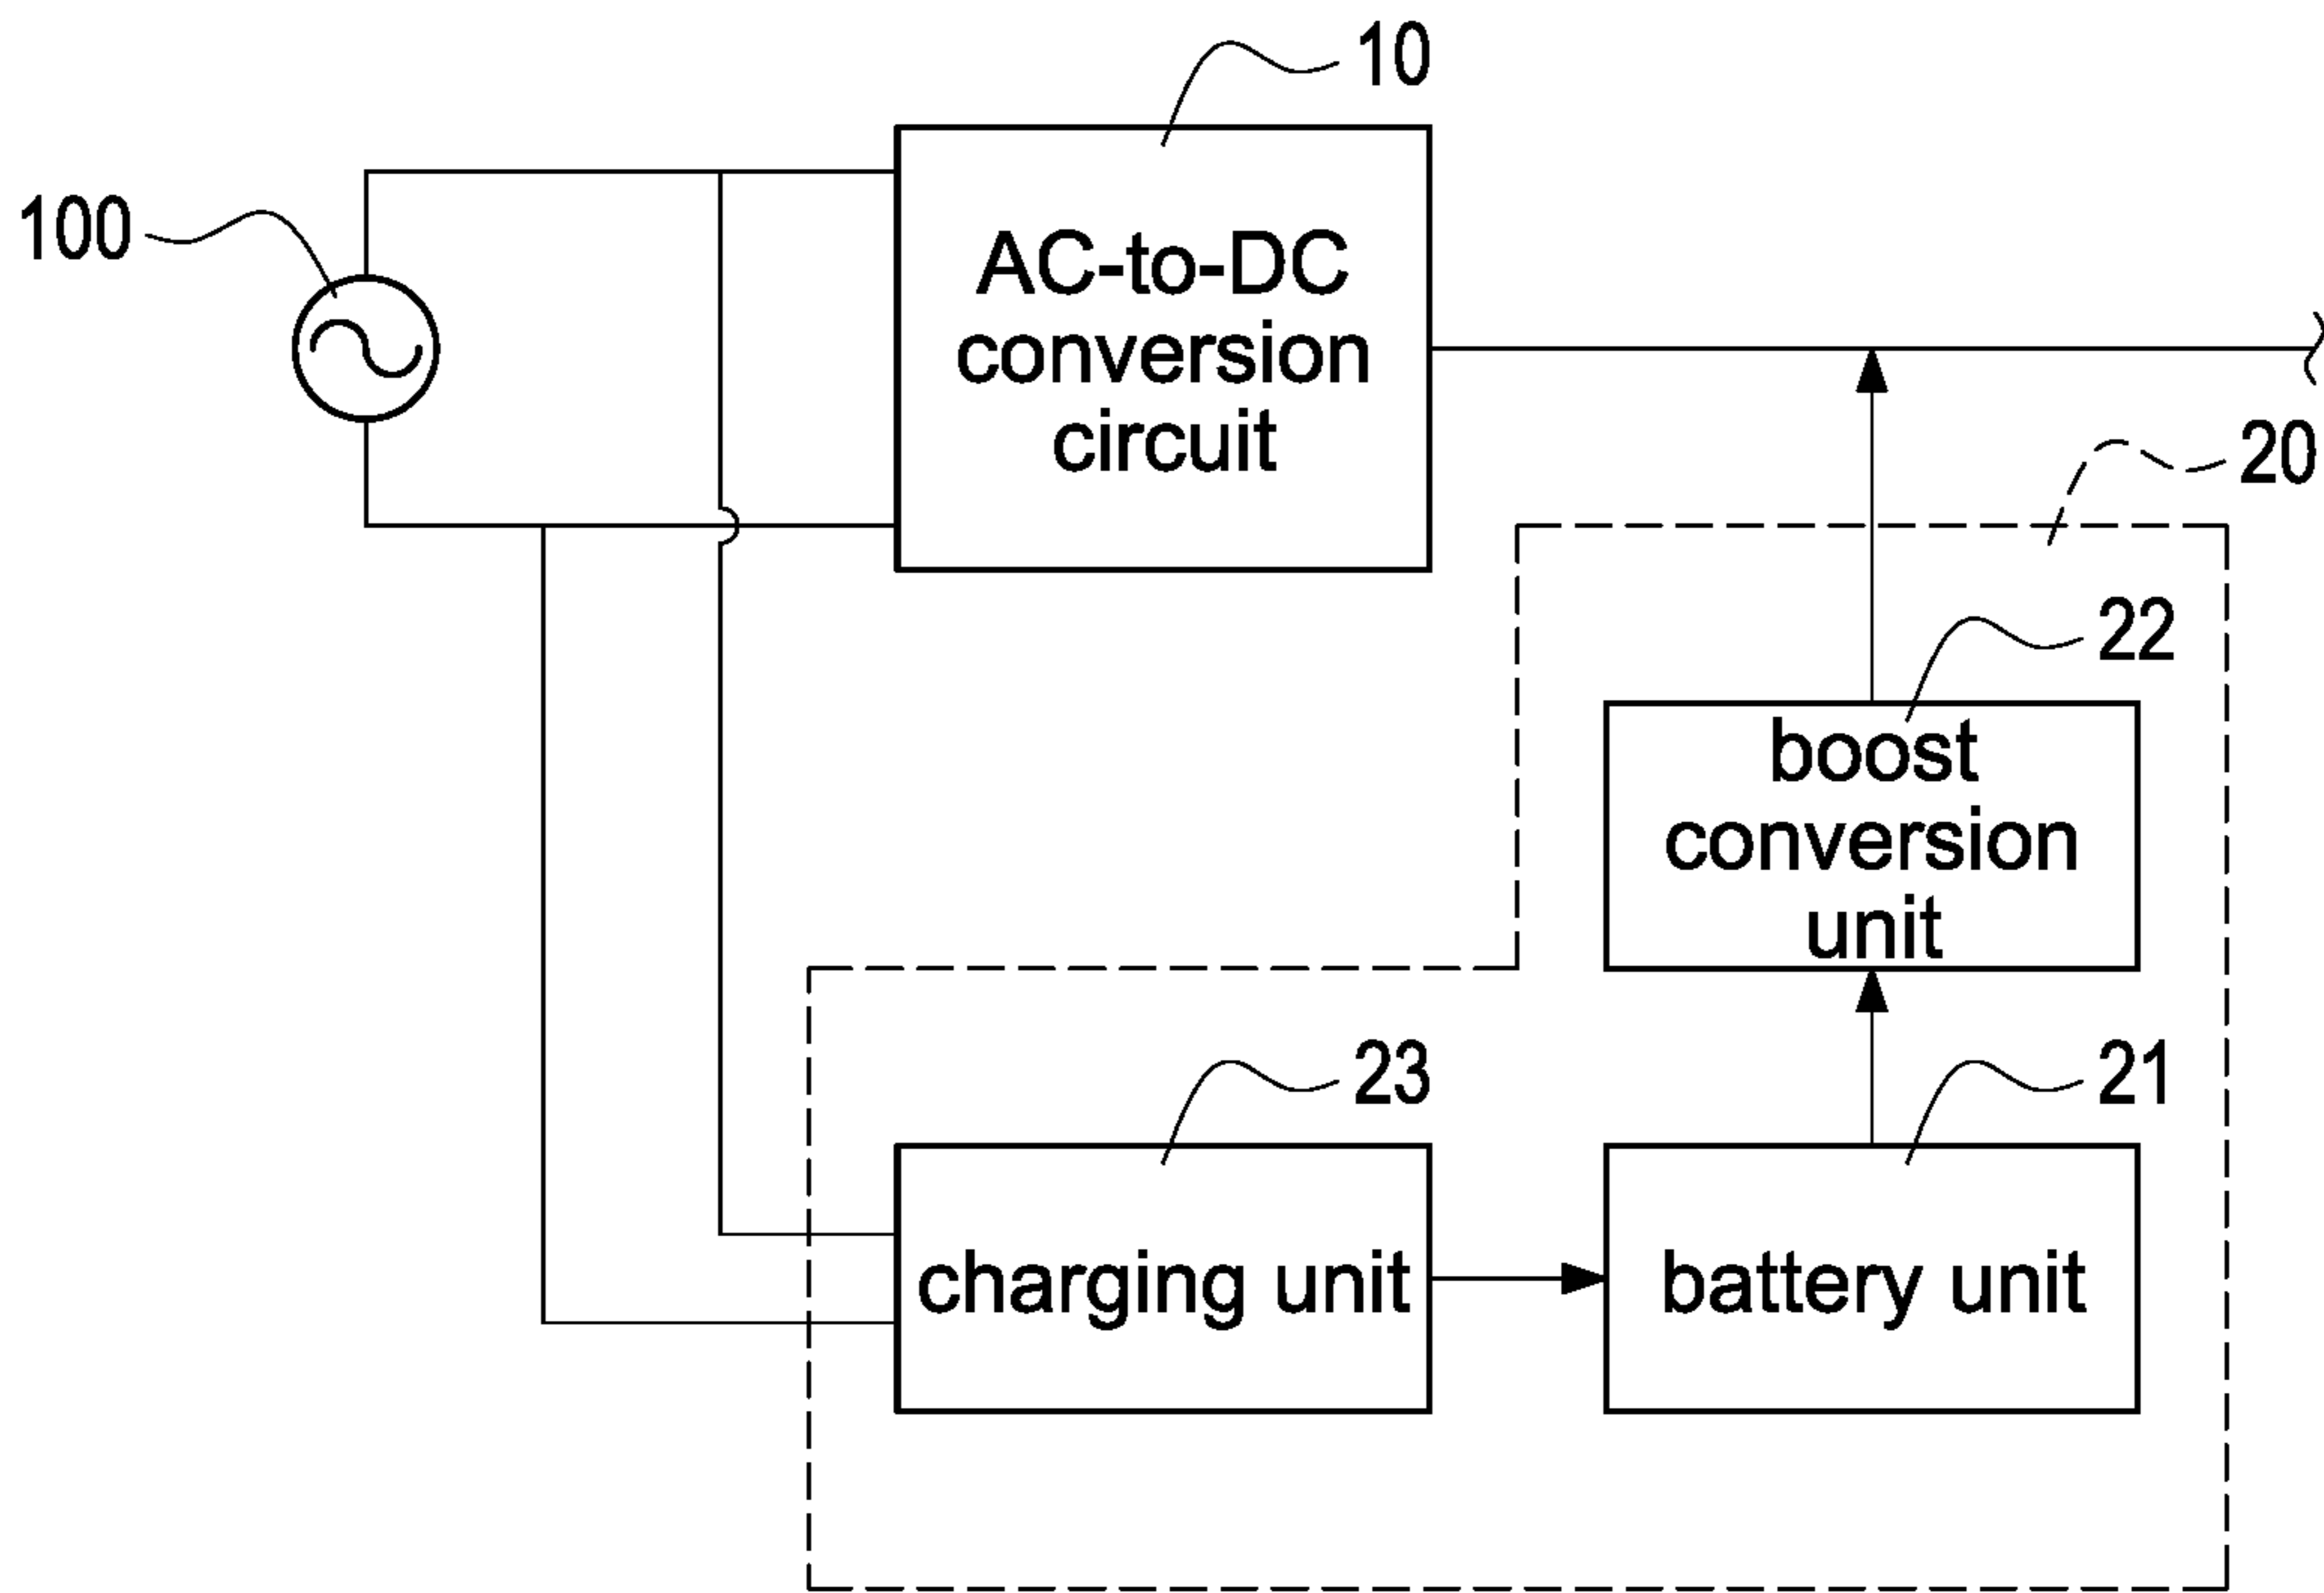 10
100
AC-to-DC
conversion
circuit
20
22
boost
conversion
unit
23
21
charging unit
battery unit